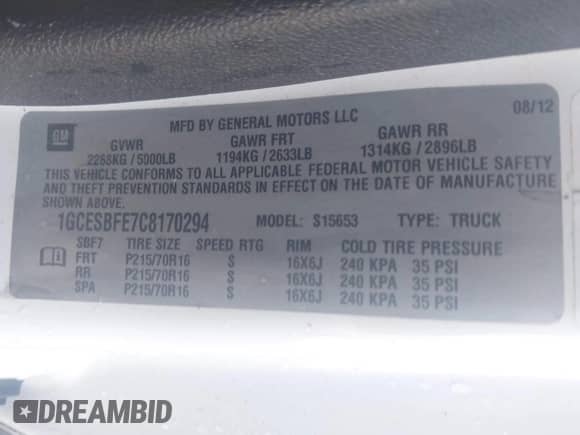 08/12
GM
MFD BY GENERAL MOTORS LLC
GVWR GAWR FRT GAWR RR
2268KG / 5000LB 1194KG / 2633LB 1314KG / 2896LB
THIS VEHICLE CONFORMS TO ALL APPLICABLE FEDERAL MOTOR VEHICLE SAFETY
STANDARDS IN EFFECT ON THE DATE OF MANUFACTURE
SHOWN ABOVE.
1GCESBFE7C8170294 MODEL: S15653 TYPE: TRUCK
SBF7 TIRE SIZE SPEED RTG RIM COLD TIRE PRESSURE
FRT P215/70R16 S 16X6J 240 KPA 35 PSI
RR P215/70R16 S 16X6J 240 KPA 35 PSI
SPA P215/70R16 S 16X6J 240 KPA 35 PSI
DREAMBID